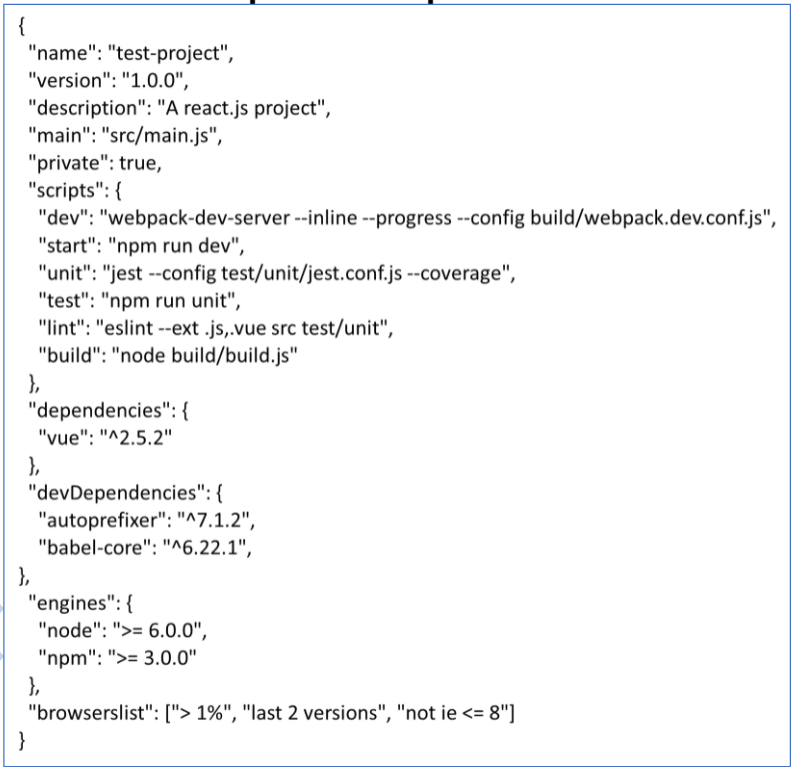 {
"name": "test-project",
"version": "1.0.0",
"description": "A react.js project",
"main": "src/main.js",
"private": true,
"scripts": {
"dev": "webpack-dev-server --inline --progress --config build/webpack.dev.conf.js",
"start": "npm run dev",
"unit": "jest --config test/unit/jest.conf.js --coverage",
"test": "npm run unit",
"lint": "eslint --ext .js,.vue src test/unit",
"build": "node build/build.js"
},
"dependencies": {
"vue": "^2.5.2"
},
"devDependencies": {
"autoprefixer": "^7.1.2",
"babel-core": "^6.22.1",
},
"engines": {
"node": ">= 6.0.0",
"npm": ">= 3.0.0"
},
"browserslist": ["> 1%", "last 2 versions", "not ie <= 8"]
}